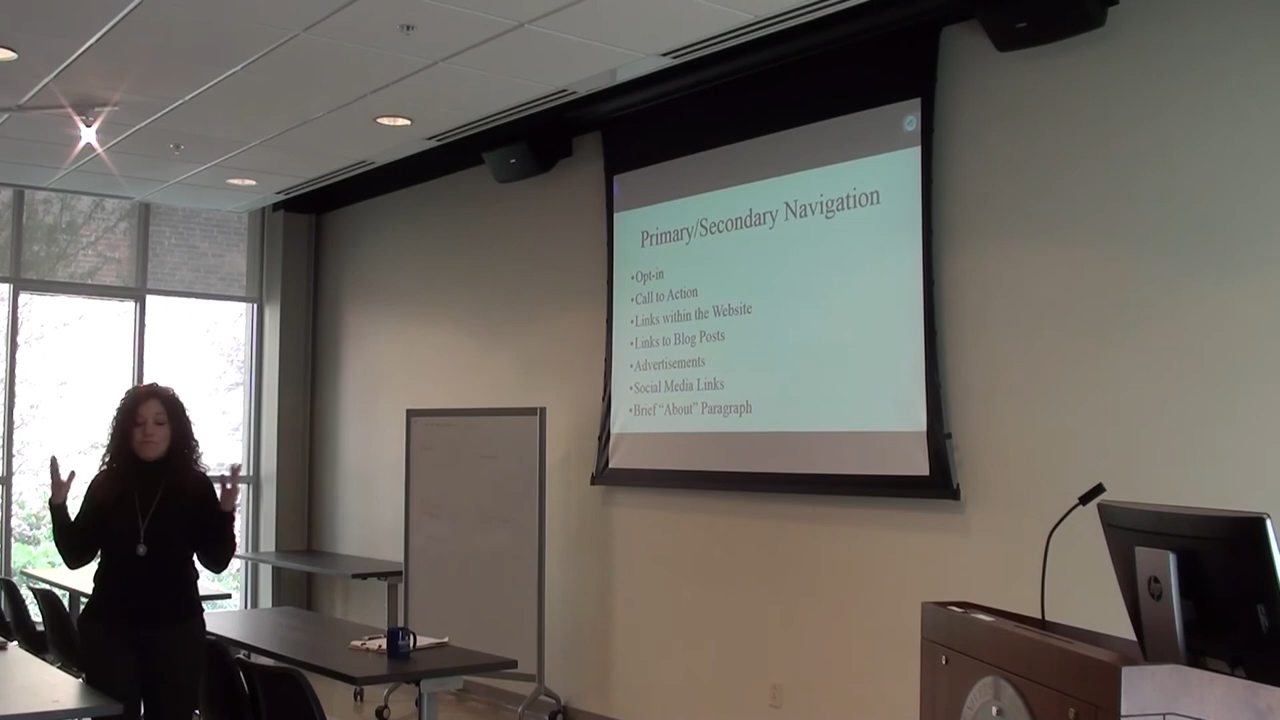 Primary/Secondary Navigation
•Opt-in
•Call to Action
•Links within the Website
•Links to Blog Posts
•Advertisements
•Social Media Links
•Brief “About” Paragraph
hp